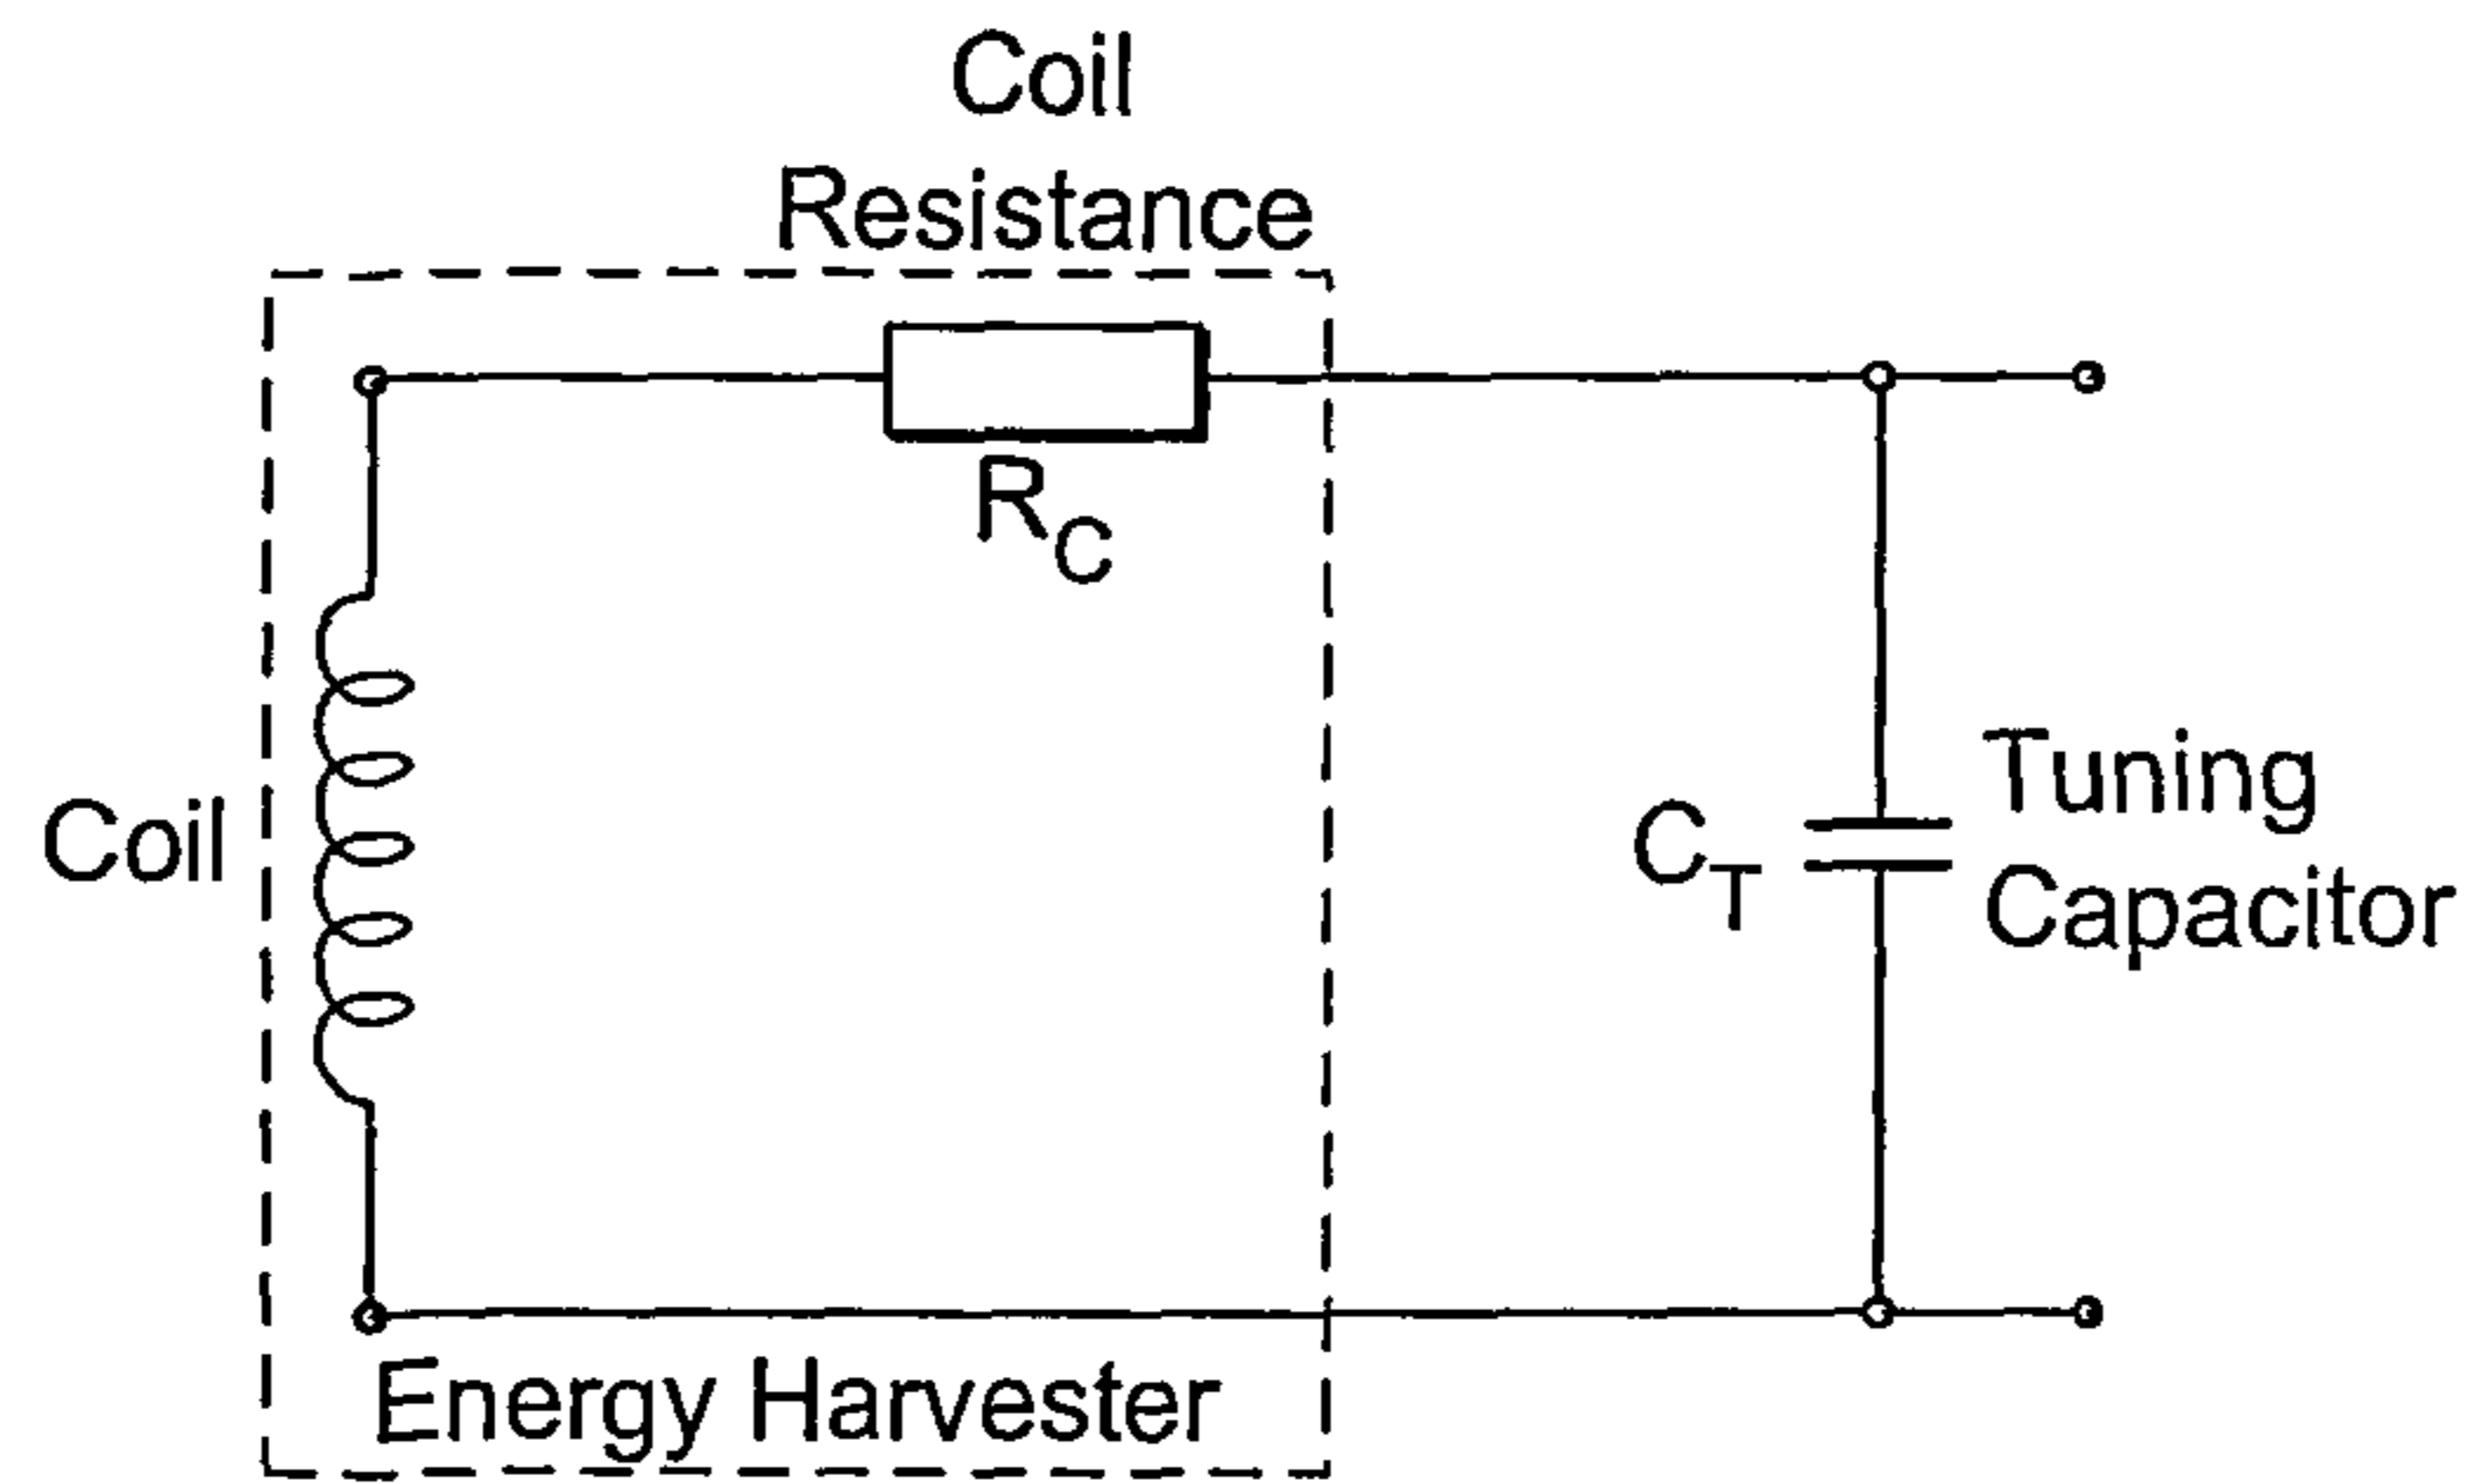 Coil
Resistance
R_C
Coil
C_T
Tuning
Capacitor
Energy Harvester